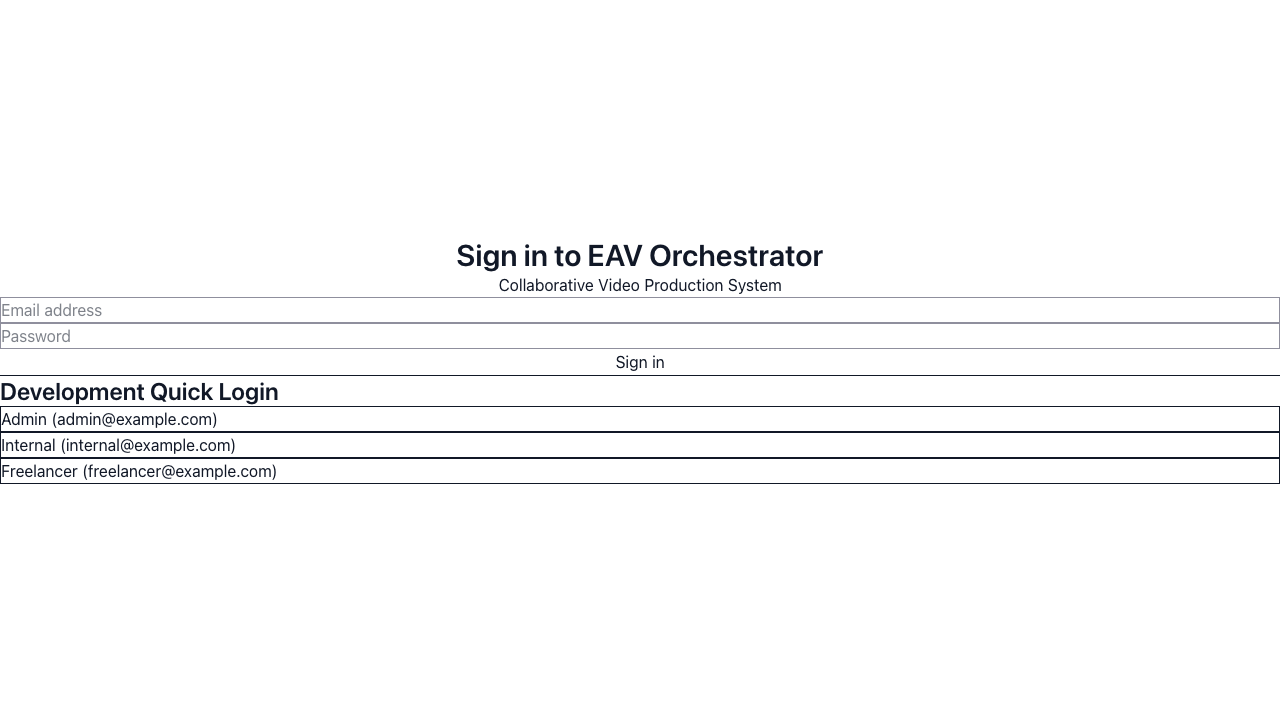 Sign in to EAV Orchestrator
Collaborative Video Production System
Email address
Password
Sign in
Development Quick Login
Admin (admin@example.com)
Internal (internal@example.com)
Freelancer (freelancer@example.com)